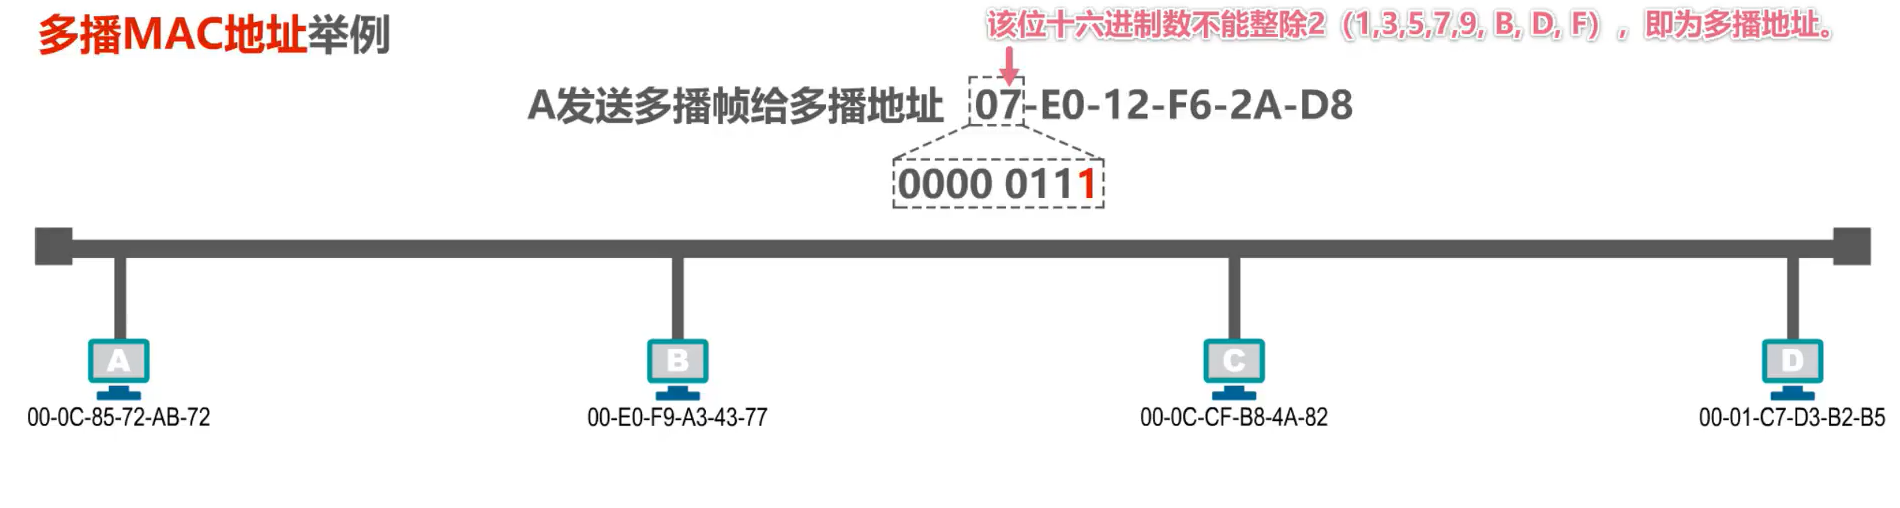 多播MAC地址举例
该位十六进制数不能整除2（1,3,5,7,9, B, D, F），即为多播地址。
A发送多播帧给多播地址 07-E0-12-F6-2A-D8
0000 0111
A
B
C
D
00-0C-85-72-AB-72
00-E0-F9-A3-43-77
00-0C-CF-B8-4A-82
00-01-C7-D3-B2-B5